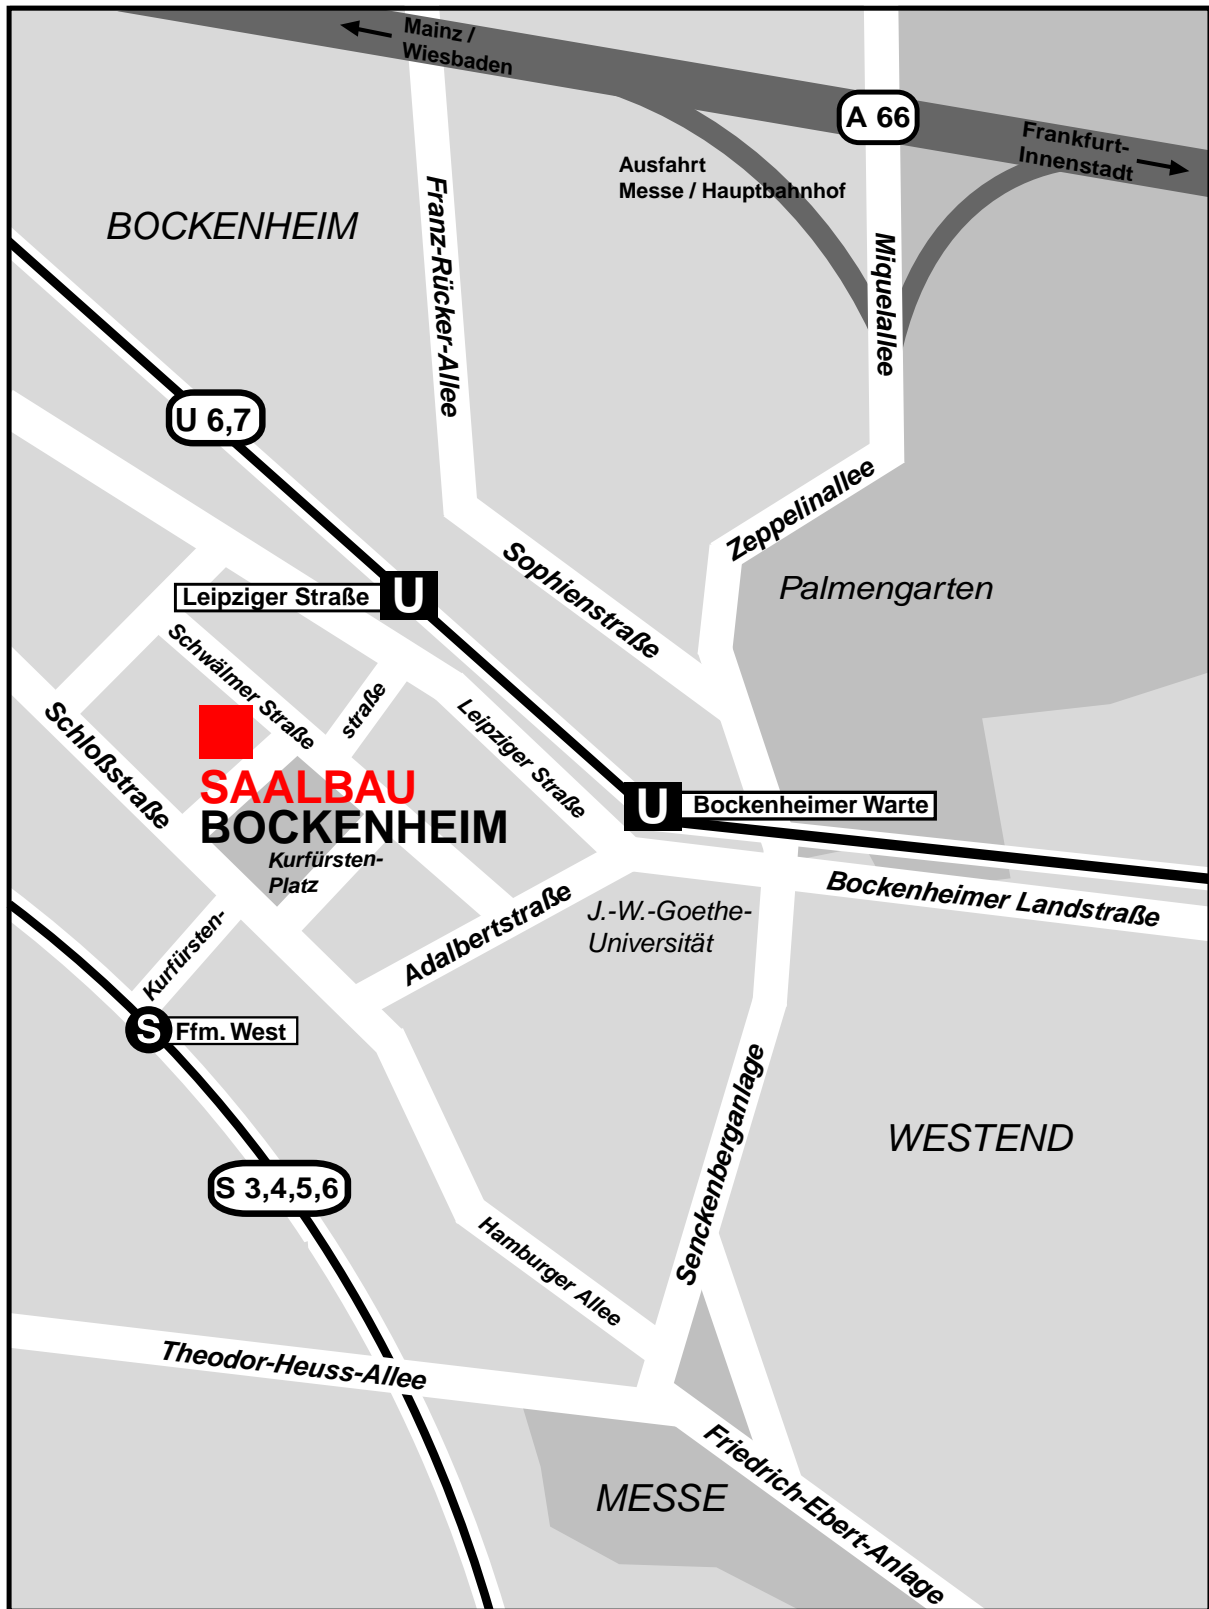 Mainz /
Wiesbaden
A 66
Frankfurt-
Innenstadt
Ausfahrt
Messe / Hauptbahnhof
BOCKENHEIM
Franz-Rücker-Allee
Miquelallee
U 6,7
Zeppelinallee
Sophienstraße
Palmengarten
Leipziger Straße
U
Schwälmer Straße
straße
Leipziger Straße
Schloßstraße
SAALBAU
BOCKENHEIM
U
Bockenheimer Warte
Kurfürsten-
Platz
Bockenheimer Landstraße
Adalbertstraße
J.-W.-Goethe-
Universität
Kurfürsten-
S
Ffm. West
Senckenberganlage
WESTEND
S 3,4,5,6
Hamburger Allee
Theodor-Heuss-Allee
Friedrich-Ebert-Anlage
MESSE